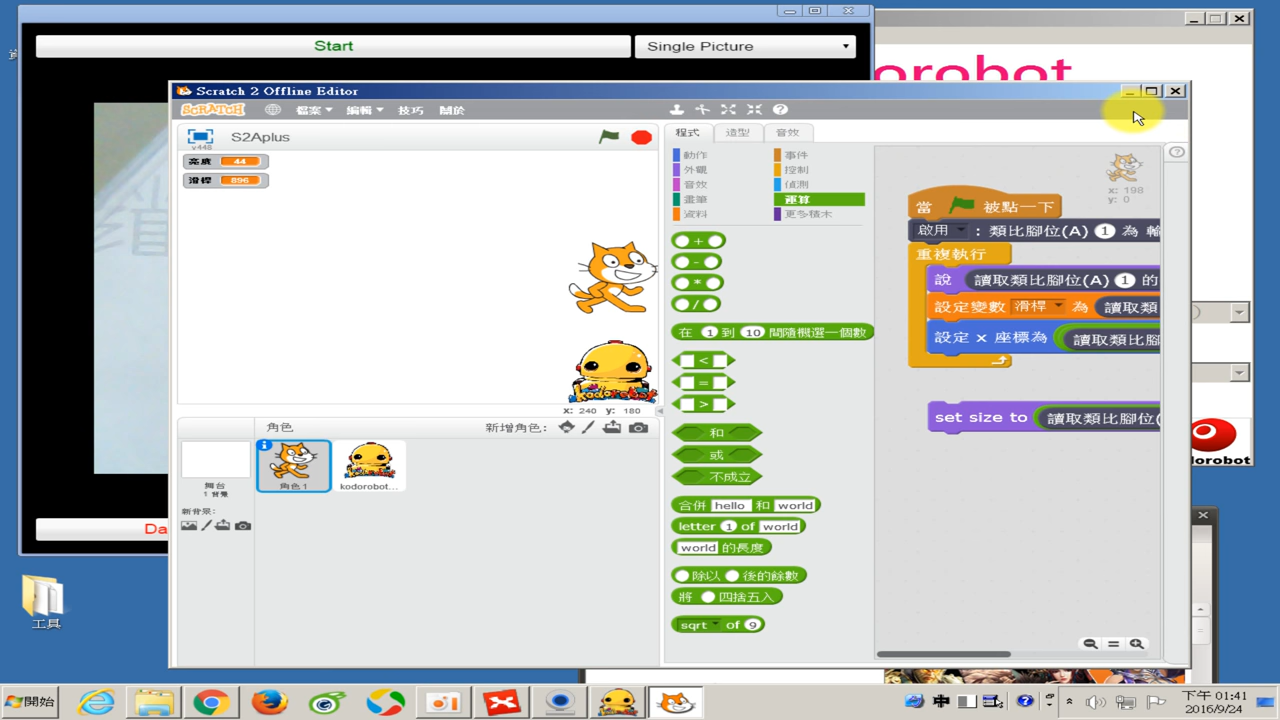 Start
Single Picture
orobot
Scratch 2 Offline Editor
SCRATCH
檔案
編輯
技巧
關於
v448
S2Aplus
亮度 44
滑桿 896
x: 240 y: 180
角色
新增角色:
舞台
1 背景
新背景:
角色1
kodorobot...
程式
造型
音效
動作
外觀
音效
畫筆
資料
事件
控制
偵測
運算
更多積木
+
-
*
/
在 1 到 10 間隨機選一個數
<
=
>
和
或
不成立
合併 hello 和 world
letter 1 of world
world 的長度
除以 後的餘數
將 四捨五入
sqrt of 9
x: 198
y: 0
當 被點一下
啟用 : 類比腳位(A) 1 為 輸
重複執行
說 讀取類比腳位(A) 1 的
設定變數 滑桿 為 讀取類
設定 x 座標為 讀取類比腳
set size to 讀取類比腳位(
Da
kodorobot
dorobot
工具
開始
中
下午 01:41
2016/9/24